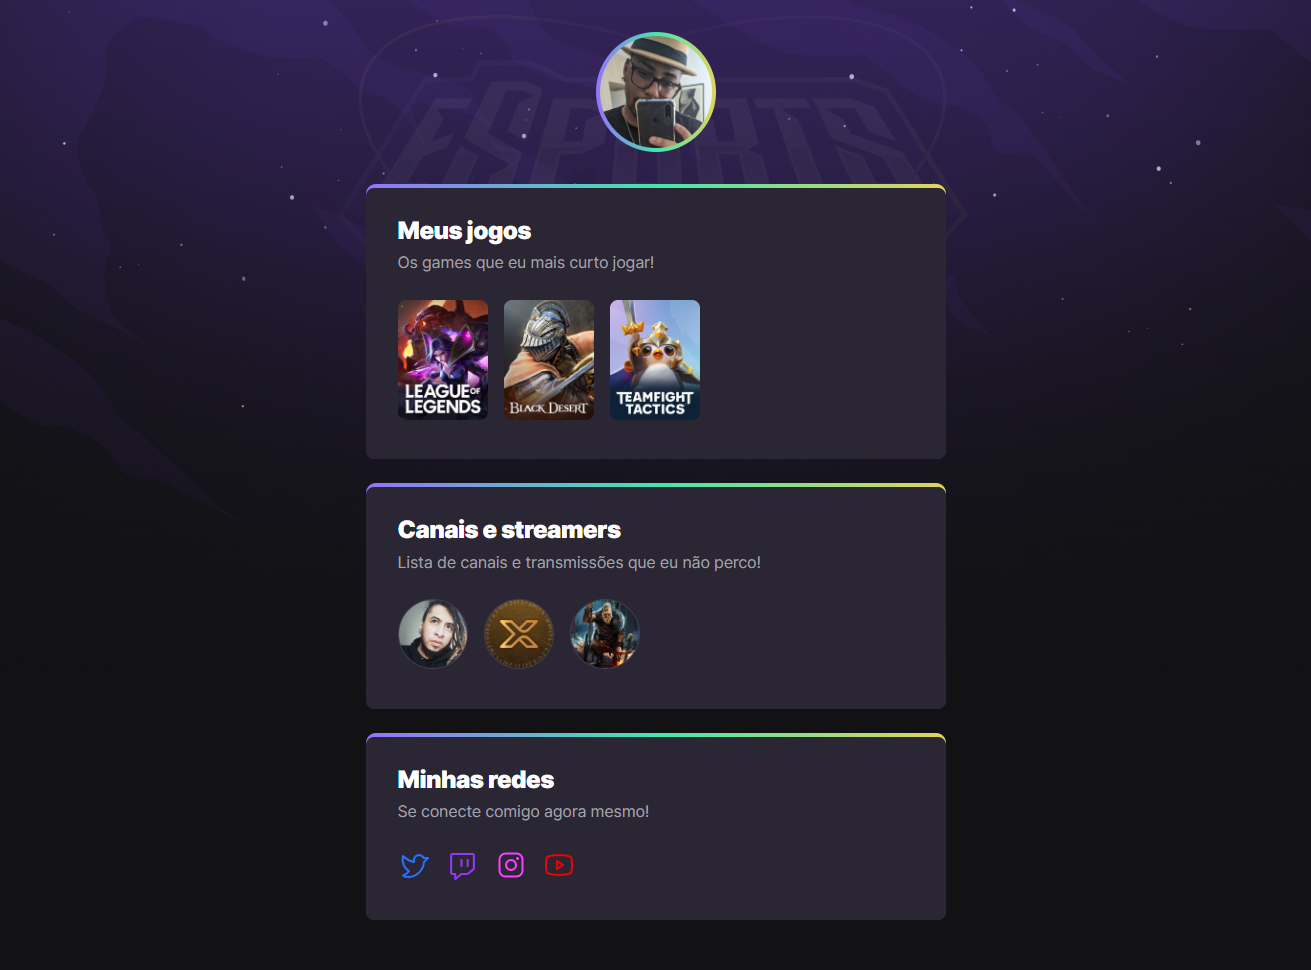 ESPORTS
Meus jogos
Os games que eu mais curto jogar!
LEAGUE OF
LEGENDS
BLACK DESERT
TEAMFIGHT
TACTICS
Canais e streamers
Lista de canais e transmissões que eu não perco!
Minhas redes
Se conecte comigo agora mesmo!